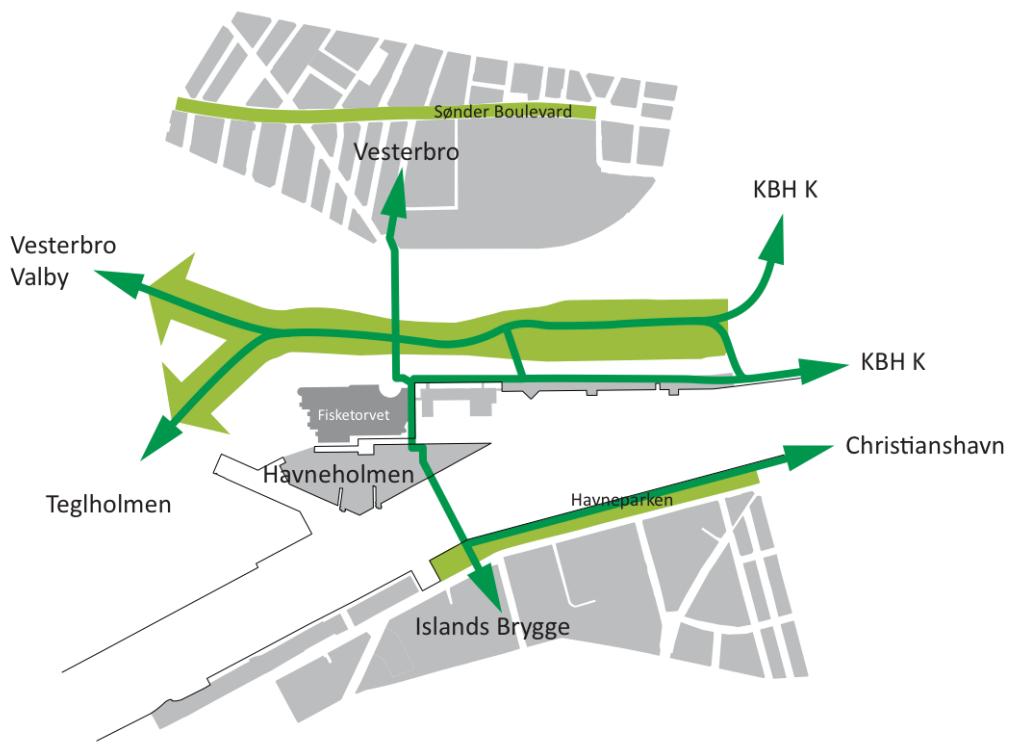 Sønder Boulevard
Vesterbro
KBH K
Vesterbro
Valby
KBH K
Fisketorvet
Christianshavn
Havneholmen
Teglholmen
Havneparken
Islands Brygge